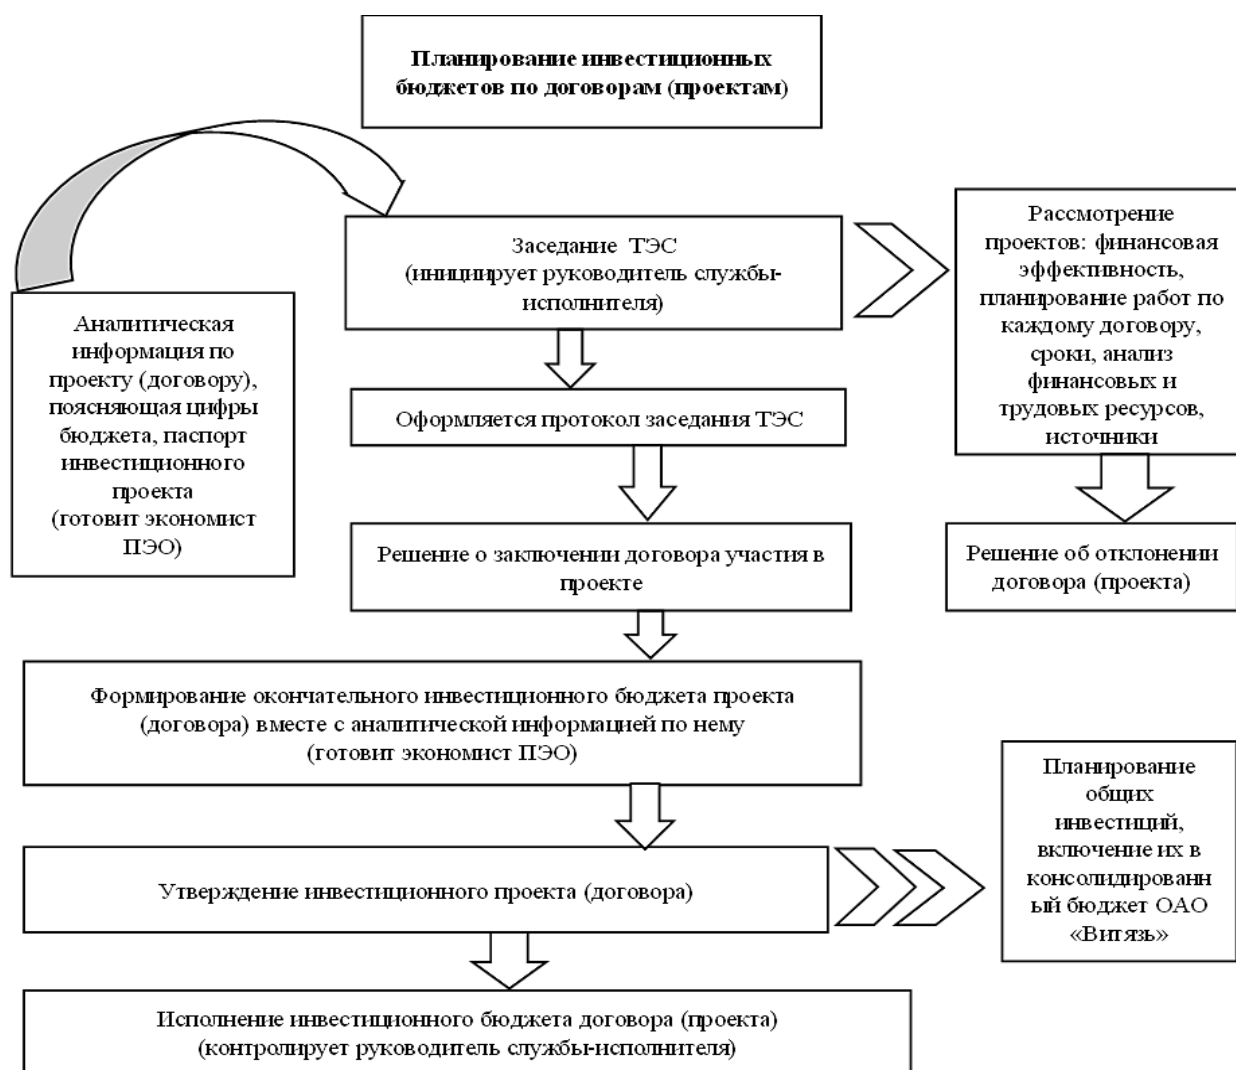 Планирование инвестиционных
бюджетов по договорам (проектам)
Заседание ТЭС
(инициирует руководитель службы-
исполнителя)
Рассмотрение
проектов: финансовая
эффективность,
планирование работ по
каждому договору,
сроки, анализ
финансовых и
трудовых ресурсов,
источники
Аналитическая
информация по
проекту (договору),
поясняющая цифры
бюджета, паспорт
инвестиционного
проекта
(готовит экономист
ПЭО)
Оформляется протокол заседания ТЭС
Решение о заключении договора участия в
проекте
Решение об отклонении
договора (проекта)
Формирование окончательного инвестиционного бюджета проекта
(договора) вместе с аналитической информацией по нему
(готовит экономист ПЭО)
Планирование
общих
инвестиций,
включение их в
консолидированн
ый бюджет ОАО
«Витязь»
Утверждение инвестиционного проекта (договора)
Исполнение инвестиционного бюджета договора (проекта)
(контролирует руководитель службы-исполнителя)